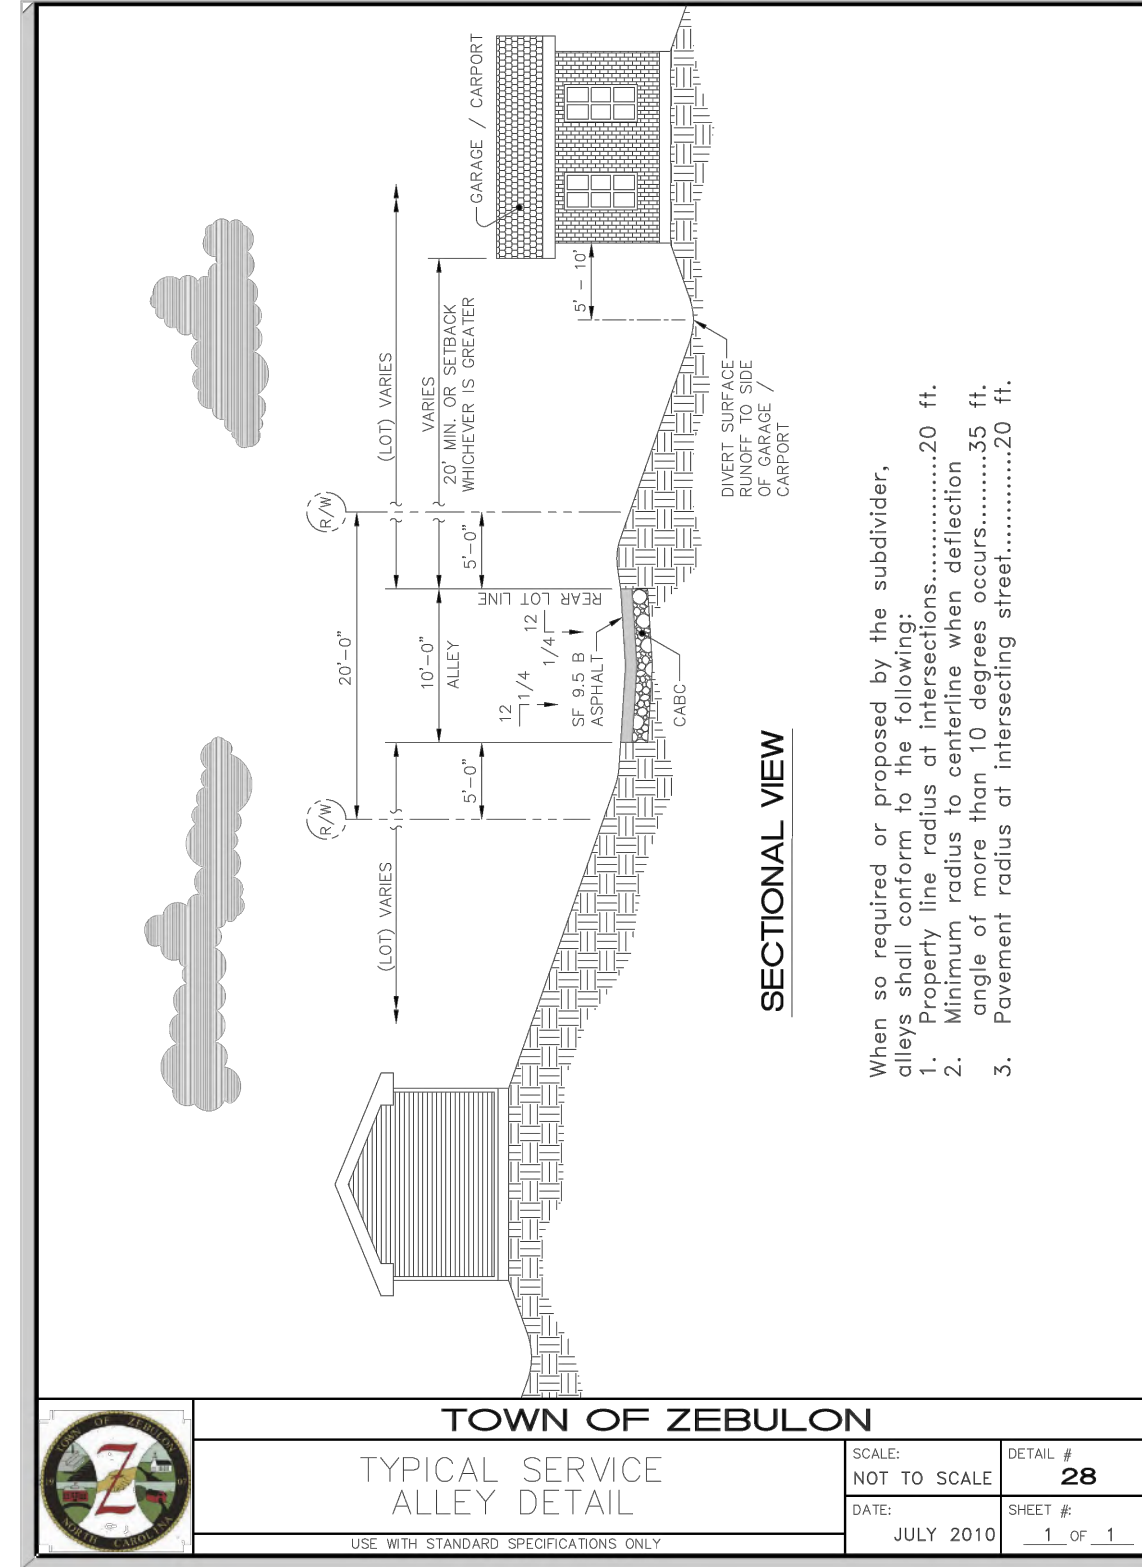 GARAGE / CARPORT
(LOT) VARIES
VARIES
20' MIN. OR SETBACK
WHICHEVER IS GREATER
5' - 10'
DIVERT SURFACE
RUNOFF TO SIDE
OF GARAGE /
CARPORT
R/W
20'-0"
5'-0"
REAR LOT LINE
10'-0"
ALLEY
12
1/4
12
1/4
SF 9.5 B
ASPHALT
CABC
5'-0"
R/W
(LOT) VARIES
SECTIONAL VIEW
When so required or proposed by the subdivider,
alleys shall conform to the following:
1. Property line radius at intersections................20 ft.
2. Minimum radius to centerline when deflection
angle of more than 10 degrees occurs.........35 ft.
3. Pavement radius at intersecting street..............20 ft.
TOWN OF ZEBULON
NORTH CAROLINA
1907
Z
TOWN OF ZEBULON
TYPICAL SERVICE
ALLEY DETAIL
USE WITH STANDARD SPECIFICATIONS ONLY
SCALE:
NOT TO SCALE
DETAIL #
28
DATE:
JULY 2010
SHEET #:
1 OF 1